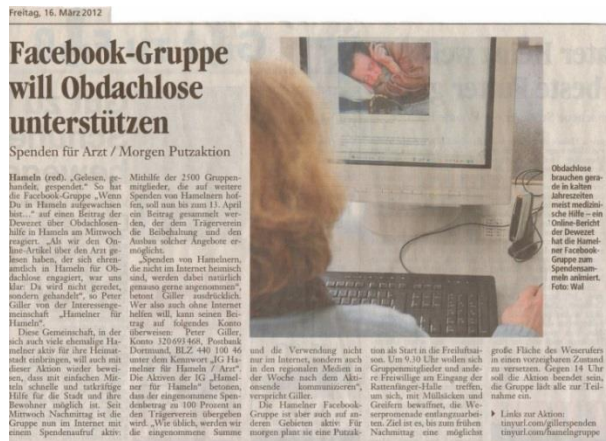 Freitag, 16. März 2012
Facebook-Gruppe
will Obdachlose
unterstützen
Spenden für Arzt / Morgen Putzaktion
Hameln (red). „Gelesen, ge-
handelt, gespendet.“ So hat
die Facebook-Gruppe „Wenn
Du in Hameln aufgewachsen
bist...“ auf einen Beitrag der
Dewezet über Obdachlosen-
hilfe in Hameln am Mittwoch
reagiert. „Als wir den On-
line-Artikel über den Arzt ge-
lesen haben, der sich ehren-
amtlich in Hameln für Ob-
dachlose engagiert, war uns
klar: Da wird nicht geredet,
sondern gehandelt“, so Peter
Giller von der Interessenge-
meinschaft „Hamelner für
Hameln“.
Diese Gemeinschaft, in der
sich auch viele ehemalige Ha-
melner aktiv für ihre Heimat-
stadt einbringen, will auch mit
dieser Aktion wieder bewei-
sen, dass mit einfachen Mit-
teln schnelle und tatkräftige
Hilfe für die Stadt und ihre
Bewohner möglich ist. Seit
Mittwoch Nachmittag ist die
Gruppe nun im Internet mit
einem Spendenaufruf aktiv:
Mithilfe der 2500 Gruppen-
mitglieder, die auf weitere
Spenden von Hamelnern hof-
fen, soll nun bis zum 13. April
ein Beitrag gesammelt wer-
den, der dem Trägerverein
die Beibehaltung und den
Ausbau solcher Angebote er-
möglicht.
„Spenden von Hamelnern,
die nicht im Internet heimisch
sind, werden dabei natürlich
genauso gerne angenommen“,
betont Giller ausdrücklich.
Wer also auch ohne Internet
helfen will, kann seinen Bei-
trag auf folgendes Konto
überweisen: Peter Giller,
Konto 320 693 468, Postbank
Dortmund, BLZ 440 100 46
unter dem Kennwort „IG Ha-
melner für Hameln / Arzt“.
Die Aktiven der IG „Hamel-
ner für Hameln“ betonen,
dass der eingenommene Spen-
denbetrag zu 100 Prozent an
den Trägerverein übergeben
wird. „Wie üblich, werden wir
die eingenommene Summe
und die Verwendung nicht
nur im Internet, sondern auch
in den regionalen Medien in
der Woche nach dem Akti-
onsende kommunizieren“,
verspricht Giller.
Die Hamelner Facebook-
Gruppe ist aber auch auf an-
deren Gebieten aktiv: Für
morgen plant sie eine Putzak-
tion als Start in die Freiluftsai-
son. Um 9.30 Uhr wollen sich
Gruppenmitglieder und ande-
re Freiwillige am Eingang der
Rattenfänger-Halle treffen,
um sich, mit Müllsäcken und
Greifern bewaffnet, die We-
serpromenade entlangzuarbei-
ten. Ziel ist es, bis zum frühen
Nachmittag eine möglichst
große Fläche des Weserufers
in einen vorzeigbaren Zustand
zu versetzen. Gegen 14 Uhr
soll die Aktion beendet sein,
die Gruppe lädt alle zur Teil-
nahme ein.
Links zur Aktion:
tinyurl.com/gillerspenden
tinyurl.com/hamelngruppe
Obdachlose
brauchen gera-
de in kalten
Jahreszeiten
meist medizini-
sche Hilfe – ein
Online-Bericht
der Dewezet
hat die Hamel-
ner Facebook-
Gruppe zum
Spendensam-
meln animiert.
Foto: Wal